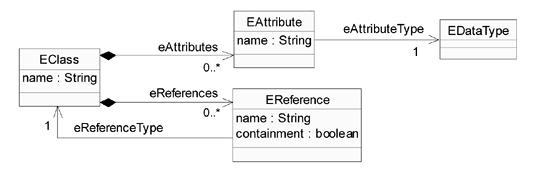 EAttribute
name : String
eAttributeType
1
EDataType
eAttributes
0..*
EClass
name : String
eReferences
0..*
EReference
name : String
containment : boolean
1
eReferenceType